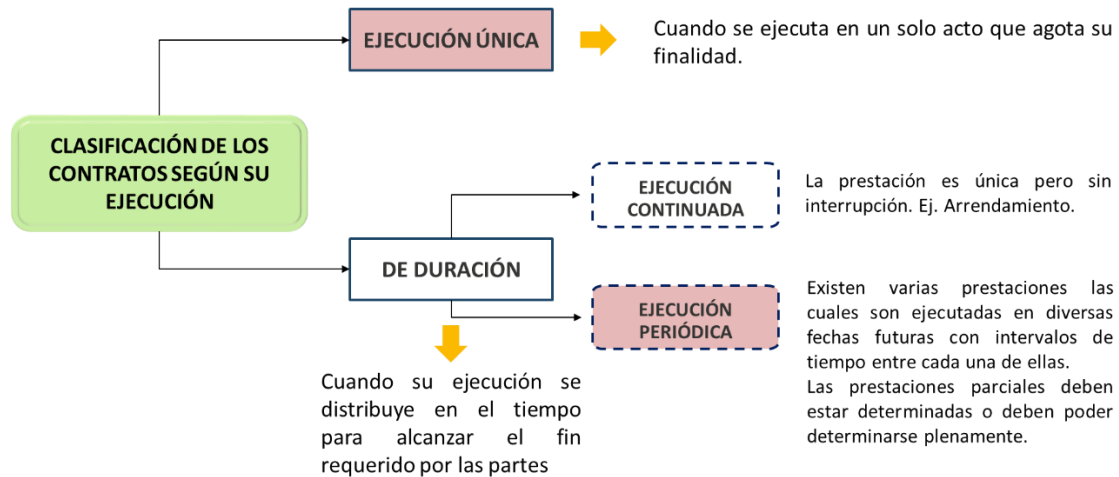 EJECUCIÓN ÚNICA
Cuando se ejecuta en un solo acto que agota su
finalidad.
CLASIFICACIÓN DE LOS
CONTRATOS SEGÚN SU
EJECUCIÓN
EJECUCIÓN
CONTINUADA
La prestación es única pero sin
interrupción. Ej. Arrendamiento.
DE DURACIÓN
EJECUCIÓN
PERIÓDICA
Existen varias prestaciones las
cuales son ejecutadas en diversas
fechas futuras con intervalos de
tiempo entre cada una de ellas.
Las prestaciones parciales deben
estar determinadas o deben poder
determinarse plenamente.
Cuando su ejecución se
distribuye en el tiempo
para alcanzar el fin
requerido por las partes